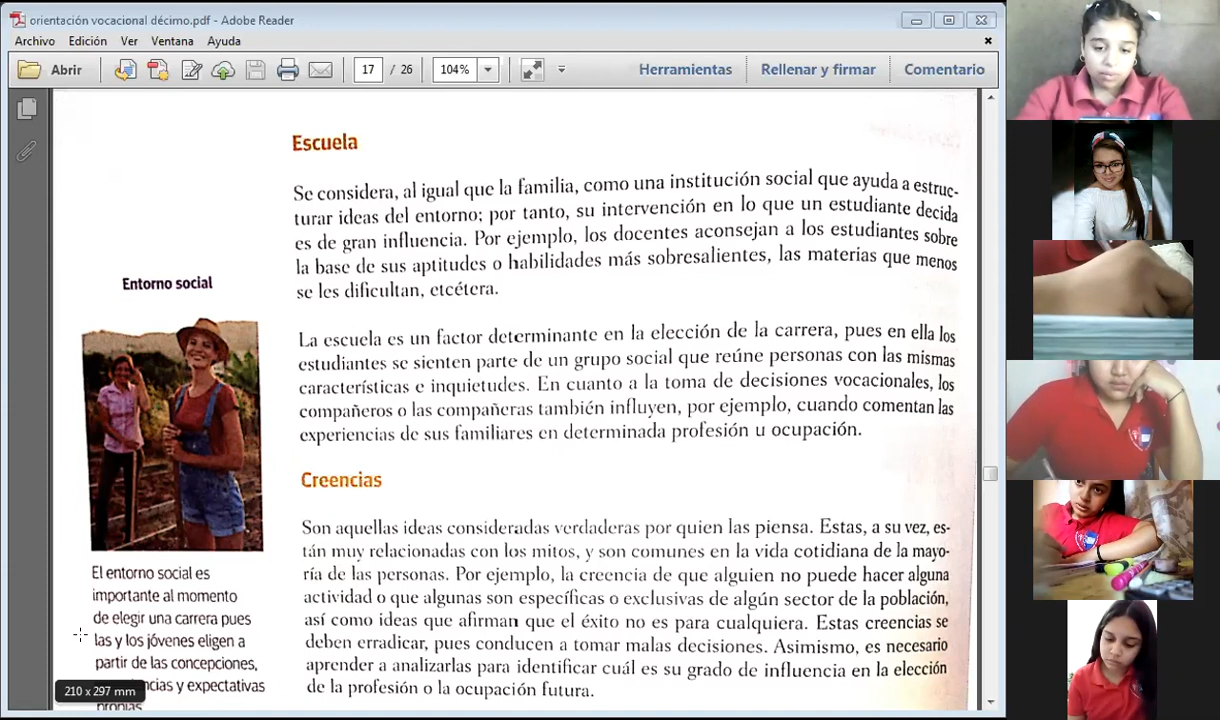 orientación vocacional décimo.pdf - Adobe Reader
Archivo Edición Ver Ventana Ayuda
Abrir 17 / 26 104% Herramientas Rellenar y firmar Comentario
Escuela
Se considera, al igual que la familia, como una institución social que ayuda a estruc-
turar ideas del entorno; por tanto, su intervención en lo que un estudiante decida
es de gran influencia. Por ejemplo, los docentes aconsejan a los estudiantes sobre
la base de sus aptitudes o habilidades más sobresalientes, las materias que menos
se les dificultan, etcétera.
La escuela es un factor determinante en la elección de la carrera, pues en ella los
estudiantes se sienten parte de un grupo social que reúne personas con las mismas
características e inquietudes. En cuanto a la toma de decisiones vocacionales, los
compañeros o las compañeras también influyen, por ejemplo, cuando comentan las
experiencias de sus familiares en determinada profesión u ocupación.
Creencias
Son aquellas ideas consideradas verdaderas por quien las piensa. Estas, a su vez, es-
tán muy relacionadas con los mitos, y son comunes en la vida cotidiana de la mayo-
ría de las personas. Por ejemplo, la creencia de que alguien no puede hacer alguna
actividad o que algunas son específicas o exclusivas de algún sector de la población,
así como ideas que afirman que el éxito no es para cualquiera. Estas creencias se
deben erradicar, pues conducen a tomar malas decisiones. Asimismo, es necesario
aprender a analizarlas para identificar cuál es su grado de influencia en la elección
de la profesión o la ocupación futura.
Entorno social
El entorno social es
importante al momento
de elegir una carrera pues
las y los jóvenes eligen a
partir de las concepciones,
y expectativas
propias
210 x 297 mm